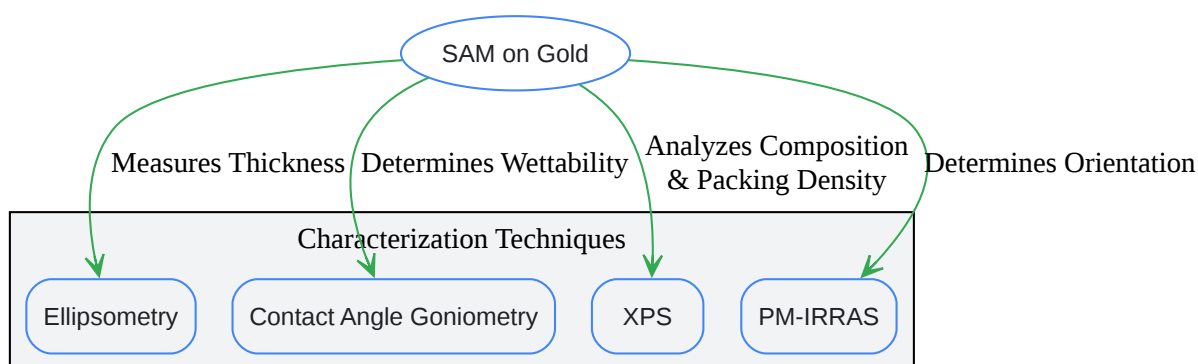 SAM on Gold
Measures Thickness
Determines Wettability
Analyzes Composition
& Packing Density
Determines Orientation
Characterization Techniques
Ellipsometry
Contact Angle Goniometry
XPS
PM-IRRAS